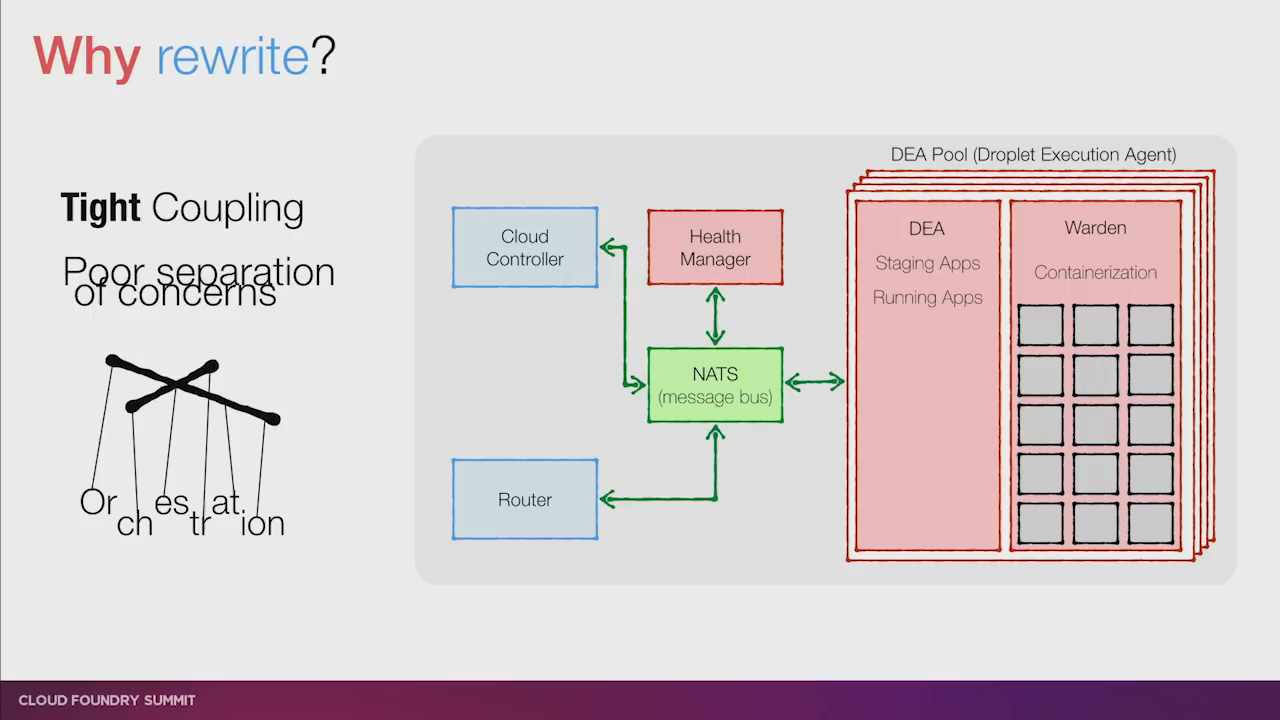 Why rewrite?
Tight Coupling
Poor separation
of concerns
Or ch es tr at ion
DEA Pool (Droplet Execution Agent)
Cloud
Controller
Health
Manager
NATS
(message bus)
Router
DEA
Staging Apps
Running Apps
Warden
Containerization
CLOUD FOUNDRY SUMMIT